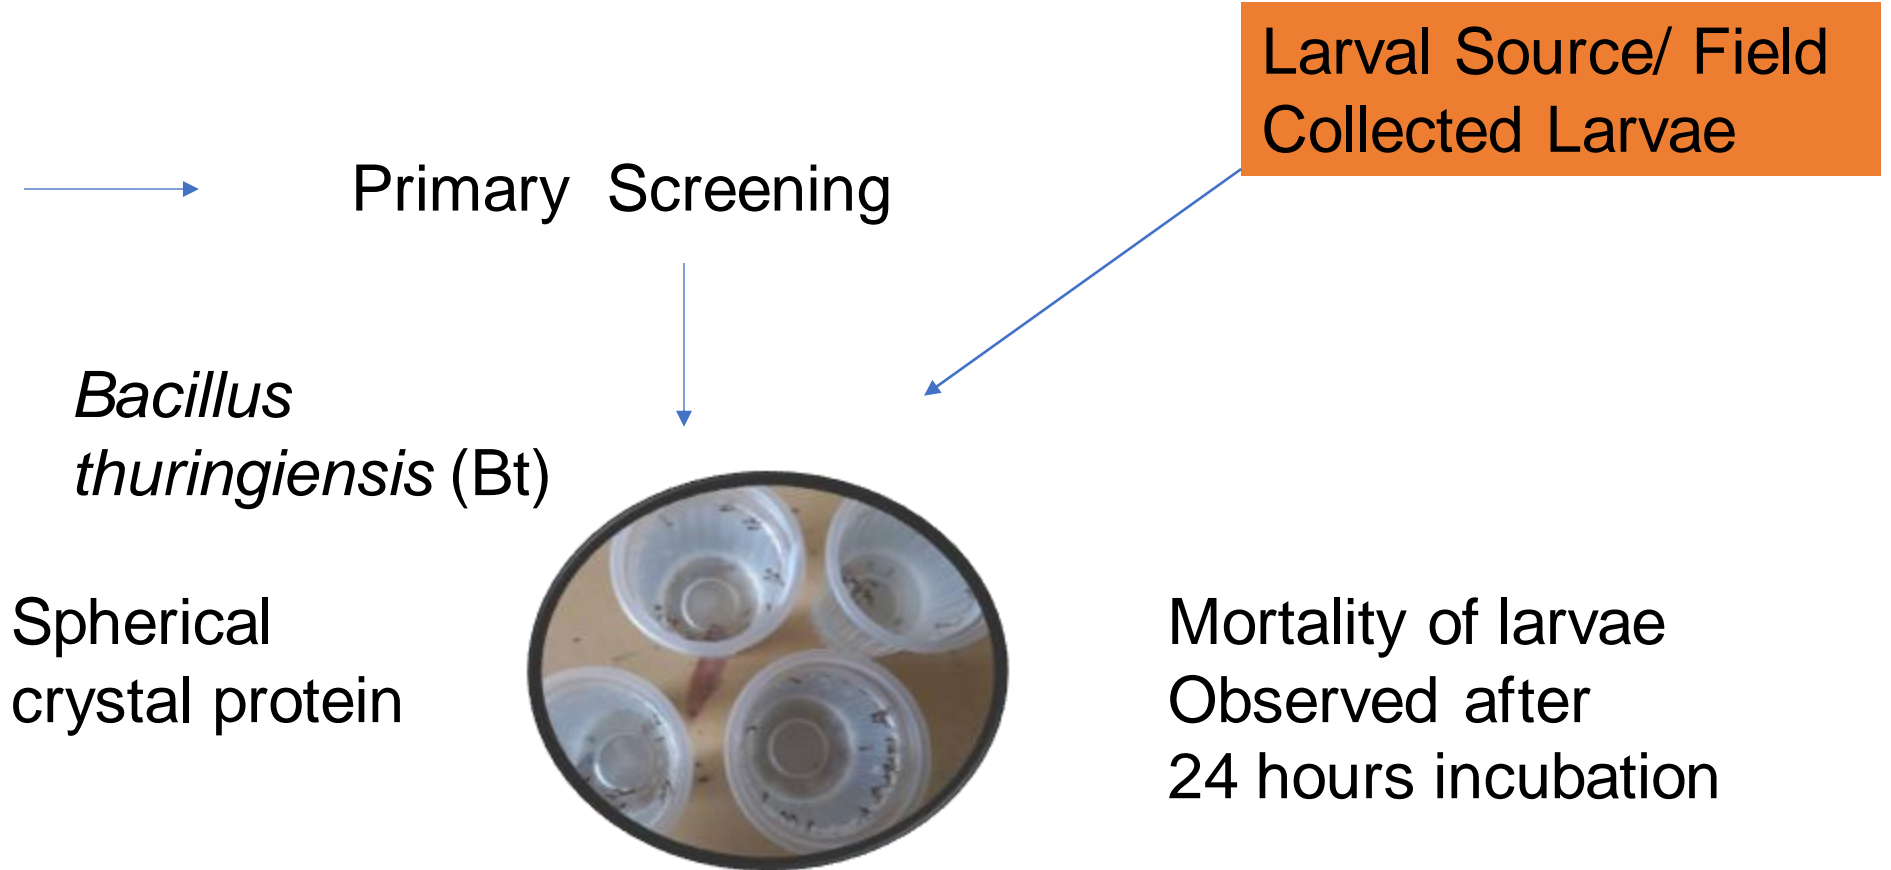 Larval Source/ Field
Collected Larvae
Primary Screening
Bacillus
thuringiensis (Bt)
Spherical
crystal protein
Mortality of larvae
Observed after
24 hours incubation